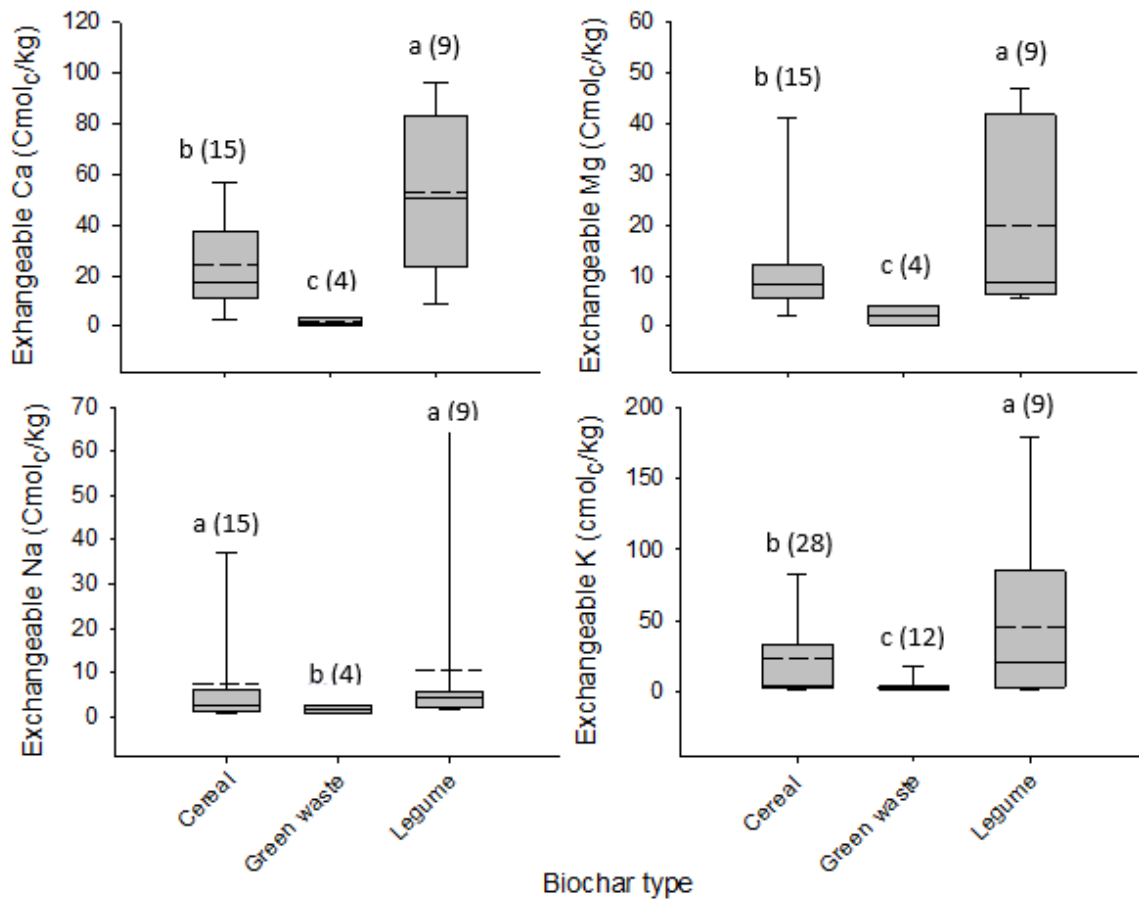 Exhangeable Ca (Cmolc/kg)
120
100
80
60
40
20
0
b (15)
c (4)
a (9)
Exchangeable Mg (Cmolc/kg)
60
50
40
30
20
10
0
b (15)
c (4)
a (9)
Exchangeable Na (Cmolc/kg)
70
60
50
40
30
20
10
0
a (15)
b (4)
a (9)
Cereal
Green waste
Legume
Exchangeable K (cmolc/kg)
200
150
100
50
0
b (28)
c (12)
a (9)
Cereal
Green waste
Legume
Biochar type